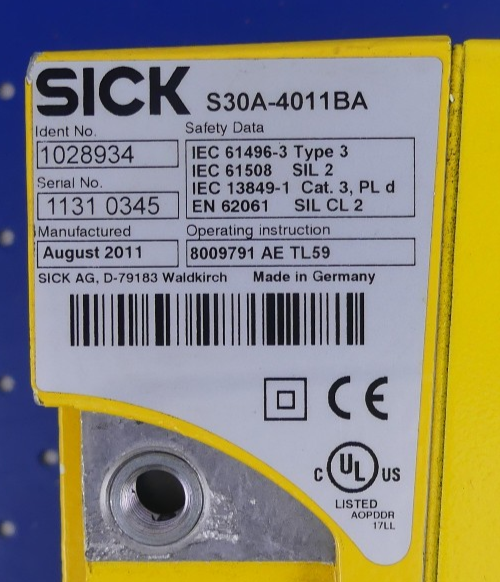 SICK S30A-4011BA
Ident No. Safety Data
1028934
IEC 61496-3 Type 3
IEC 61508 SIL 2
Serial No.
IEC 13849-1 Cat. 3, PL d
1131 0345
EN 62061 SIL CL 2
Manufactured Operating instruction
August 2011 8009791 AE TL59
SICK AG, D-79183 Waldkirch Made in Germany
CE
C UL US
LISTED
AOPDDR
17LL